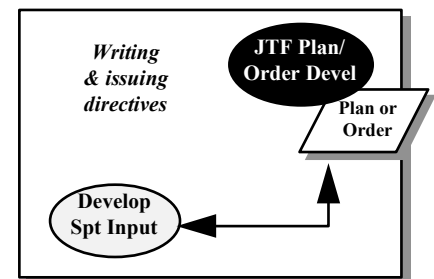 Writing
& issuing
directives
JTF Plan/
Order Devel
Plan or
Order
Develop
Spt Input